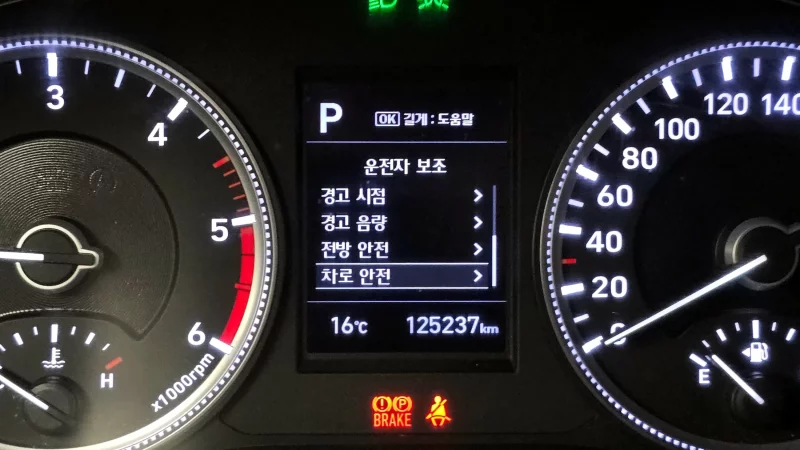 P OK 길게 : 도움말
운전자 보조
경고 시점
경고 음량
전방 안전
차로 안전
16℃ 125237km
3
4
5
6
x1000rpm
H
0
20
40
60
80
100
120
140
E
P
BRAKE